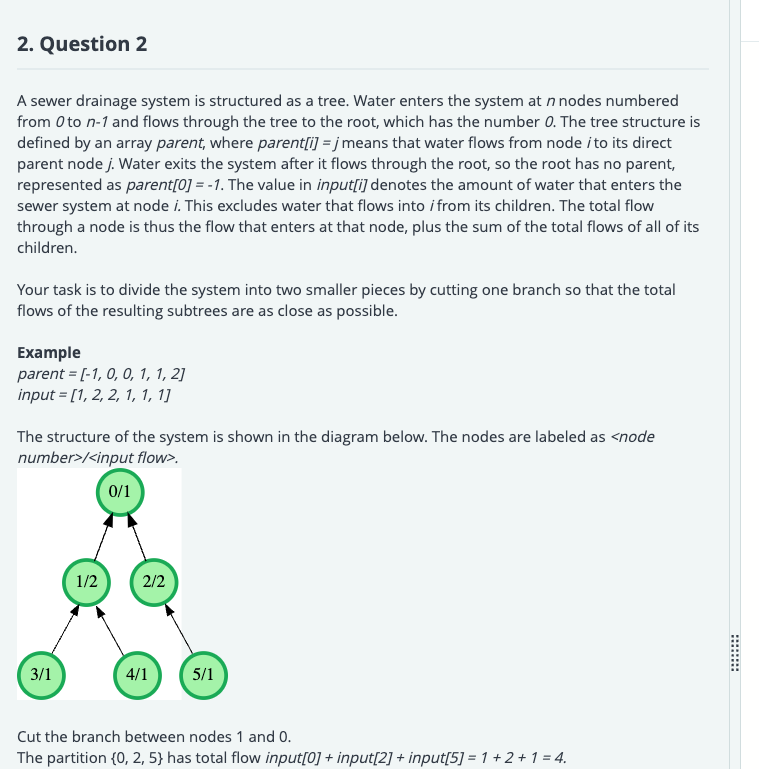 2. Question 2
A sewer drainage system is structured as a tree. Water enters the system at n nodes numbered
from 0 to n-1 and flows through the tree to the root, which has the number 0. The tree structure is
defined by an array parent, where parent[i] = j means that water flows from node i to its direct
parent node j. Water exits the system after it flows through the root, so the root has no parent,
represented as parent[0] = -1. The value in input[i] denotes the amount of water that enters the
sewer system at node i. This excludes water that flows into i from its children. The total flow
through a node is thus the flow that enters at that node, plus the sum of the total flows of all of its
children.
Your task is to divide the system into two smaller pieces by cutting one branch so that the total
flows of the resulting subtrees are as close as possible.
Example
parent = [-1, 0, 0, 1, 1, 2]
input = [1, 2, 2, 1, 1, 1]
The structure of the system is shown in the diagram below. The nodes are labeled as <node
number>/<input flow>.
0/1
1/2 2/2
3/1 4/1 5/1
Cut the branch between nodes 1 and 0.
The partition {0, 2, 5} has total flow input[0] + input[2] + input[5] = 1 + 2 + 1 = 4.